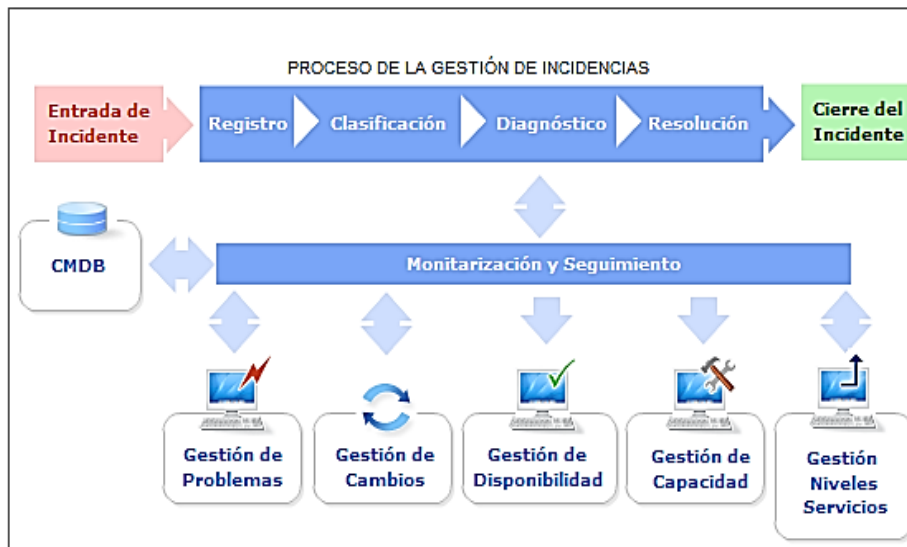 PROCESO DE LA GESTIÓN DE INCIDENCIAS
Entrada de
Incidente
Registro
Clasificación
Diagnóstico
Resolución
Cierre del
Incidente
CMDB
Monitarización y Seguimiento
Gestión de
Problemas
Gestión de
Cambios
Gestión de
Disponibilidad
Gestión de
Capacidad
Gestión
Niveles
Servicios